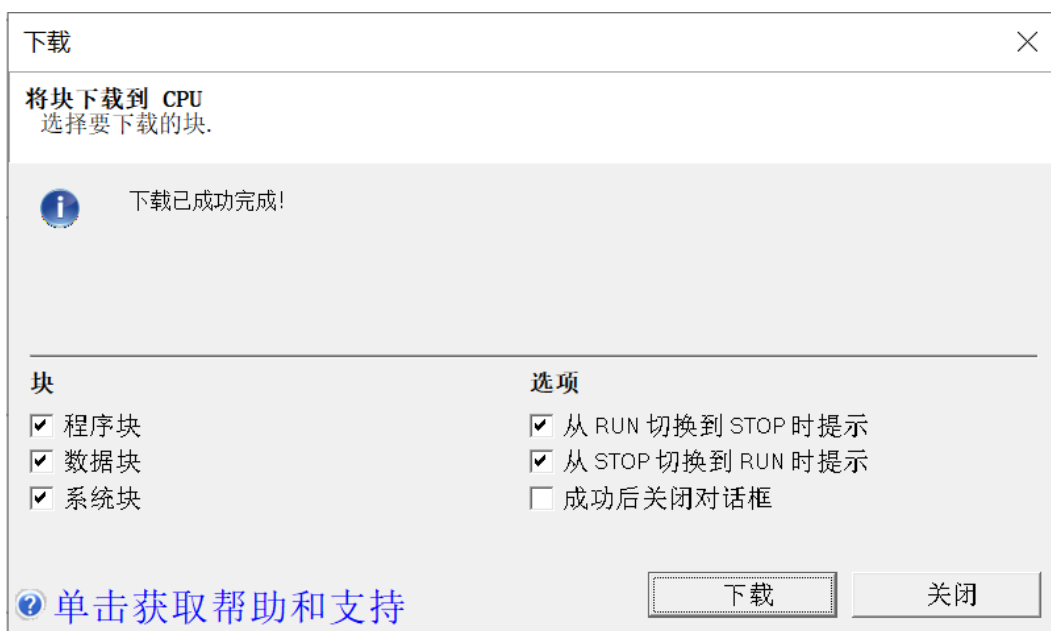 下载
将块下载到 CPU
选择要下载的块.
下载已成功完成!
块
选项
程序块
从 RUN 切换到 STOP 时提示
数据块
从 STOP 切换到 RUN 时提示
系统块
成功后关闭对话框
单击获取帮助和支持
下载
关闭